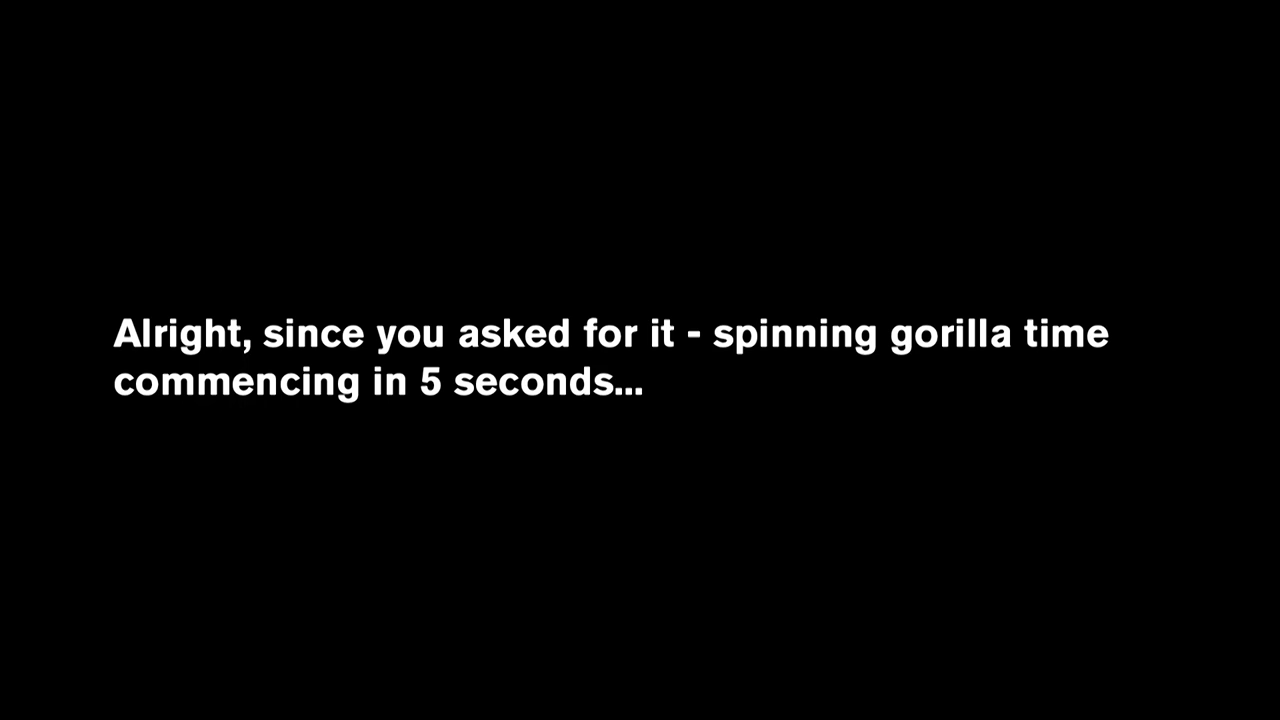 Alright, since you asked for it - spinning gorilla time
commencing in 5 seconds...